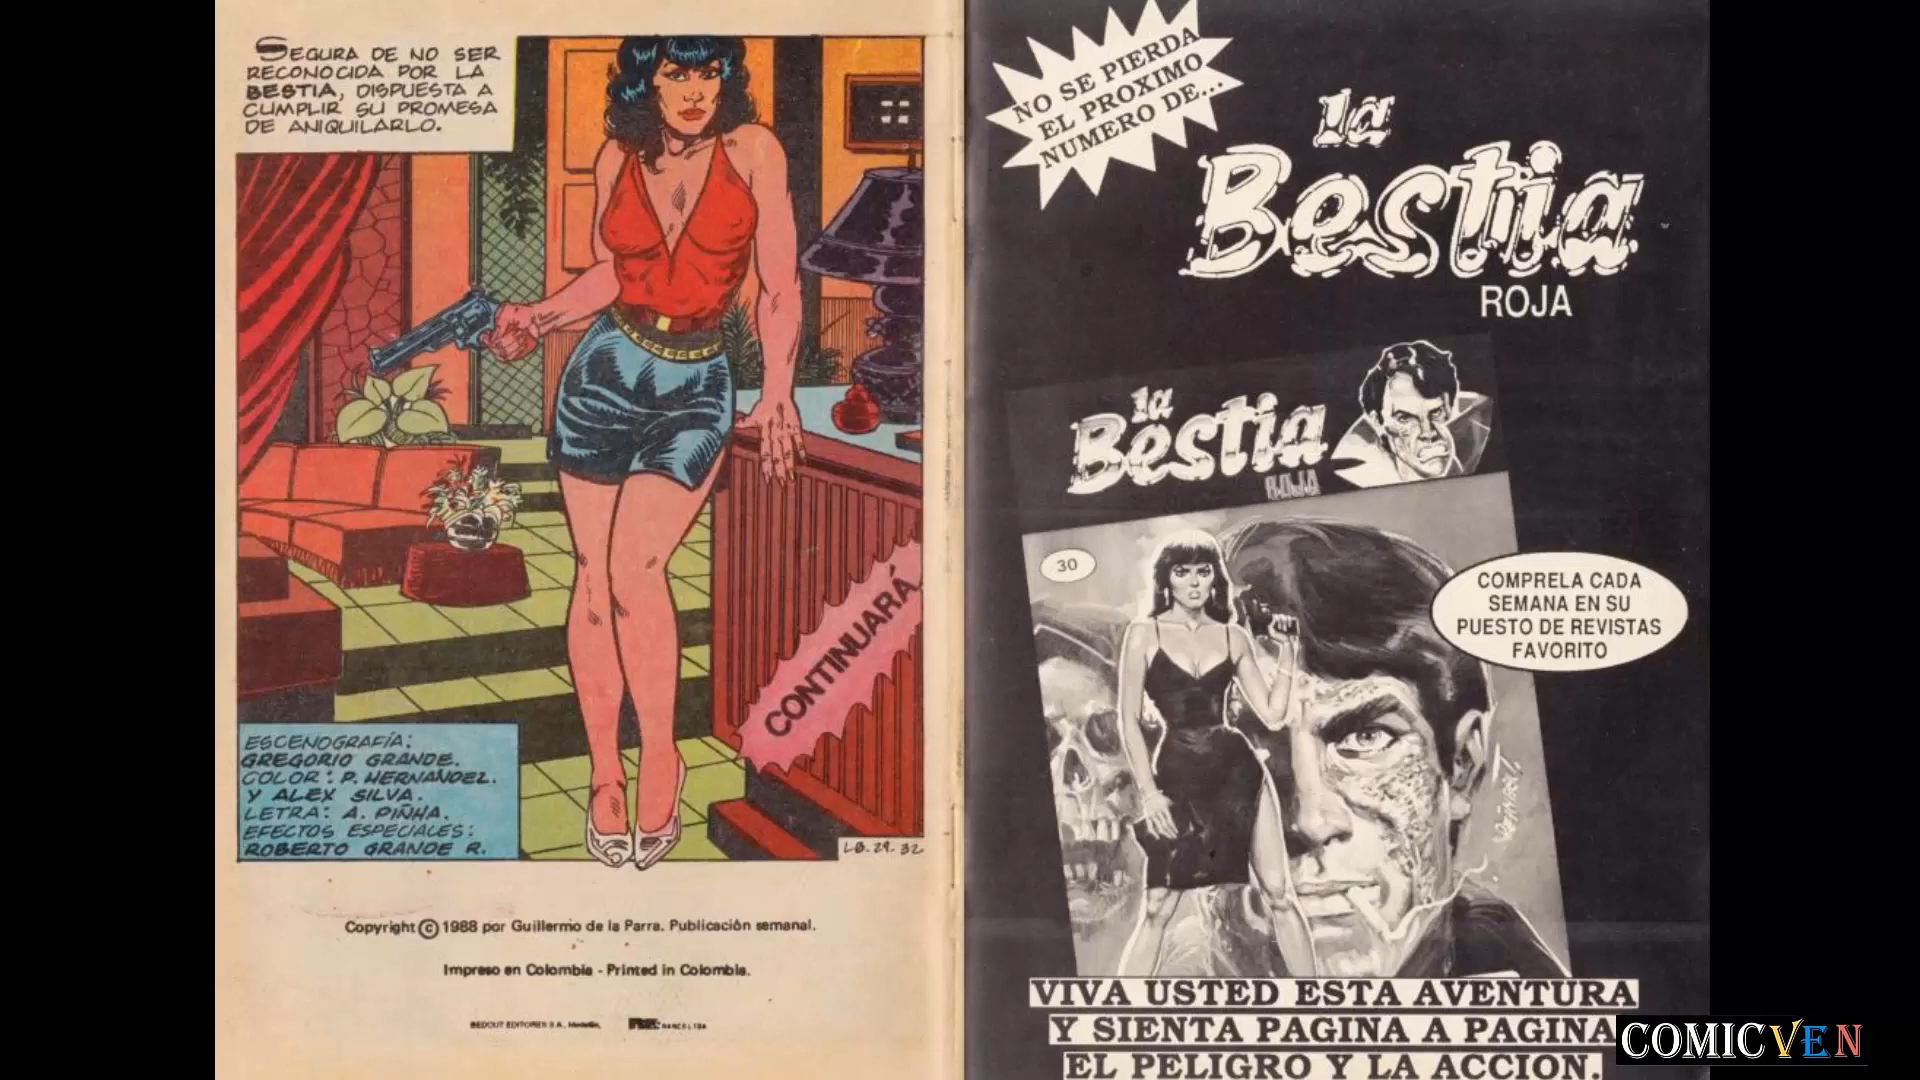 SEGURA DE NO SER
RECONOCIDA POR LA
BESTIA, DISPUESTA A
CUMPLIR SU PROMESA
DE ANIQUILARLO.
CONTINUARÁ
ESCENOGRAFÍA:
GREGORIO GRANDE.
COLOR: P. HERNANDEZ.
Y ALEX SILVA.
LETRA: A. PIÑHA.
EFECTOS ESPECIALES:
ROBERTO GRANDE R.
LB-29-32
Copyright © 1988 por Guillermo de la Parra. Publicación semanal.
Impreso en Colombia - Printed in Colombia.
BEDOUT EDITORES S.A., Medellín,
NO SE PIERDA
EL PROXIMO
NUMERO DE...
la
Bestia
ROJA
la
Bestia
ROJA
30
COMPRELA CADA
SEMANA EN SU
PUESTO DE REVISTAS
FAVORITO
VIVA USTED ESTA AVENTURA
Y SIENTA PAGINA A PAGINA
EL PELIGRO Y LA ACCION.
COMICVEN